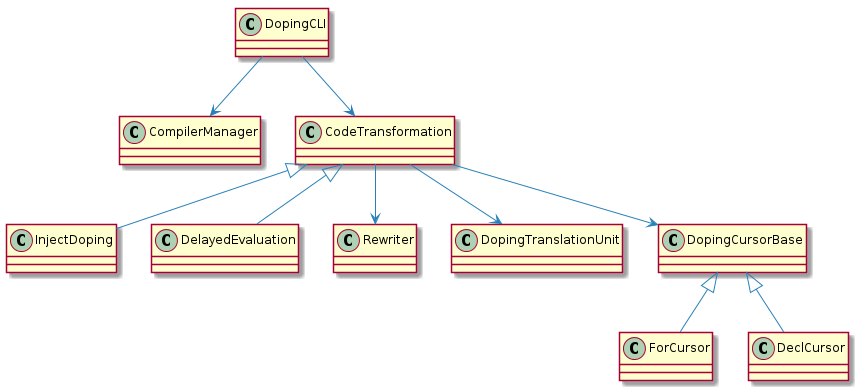 C DopingCLI
C CompilerManager
C CodeTransformation
C InjectDoping
C DelayedEvaluation
C Rewriter
C DopingTranslationUnit
C DopingCursorBase
C ForCursor
C DeclCursor